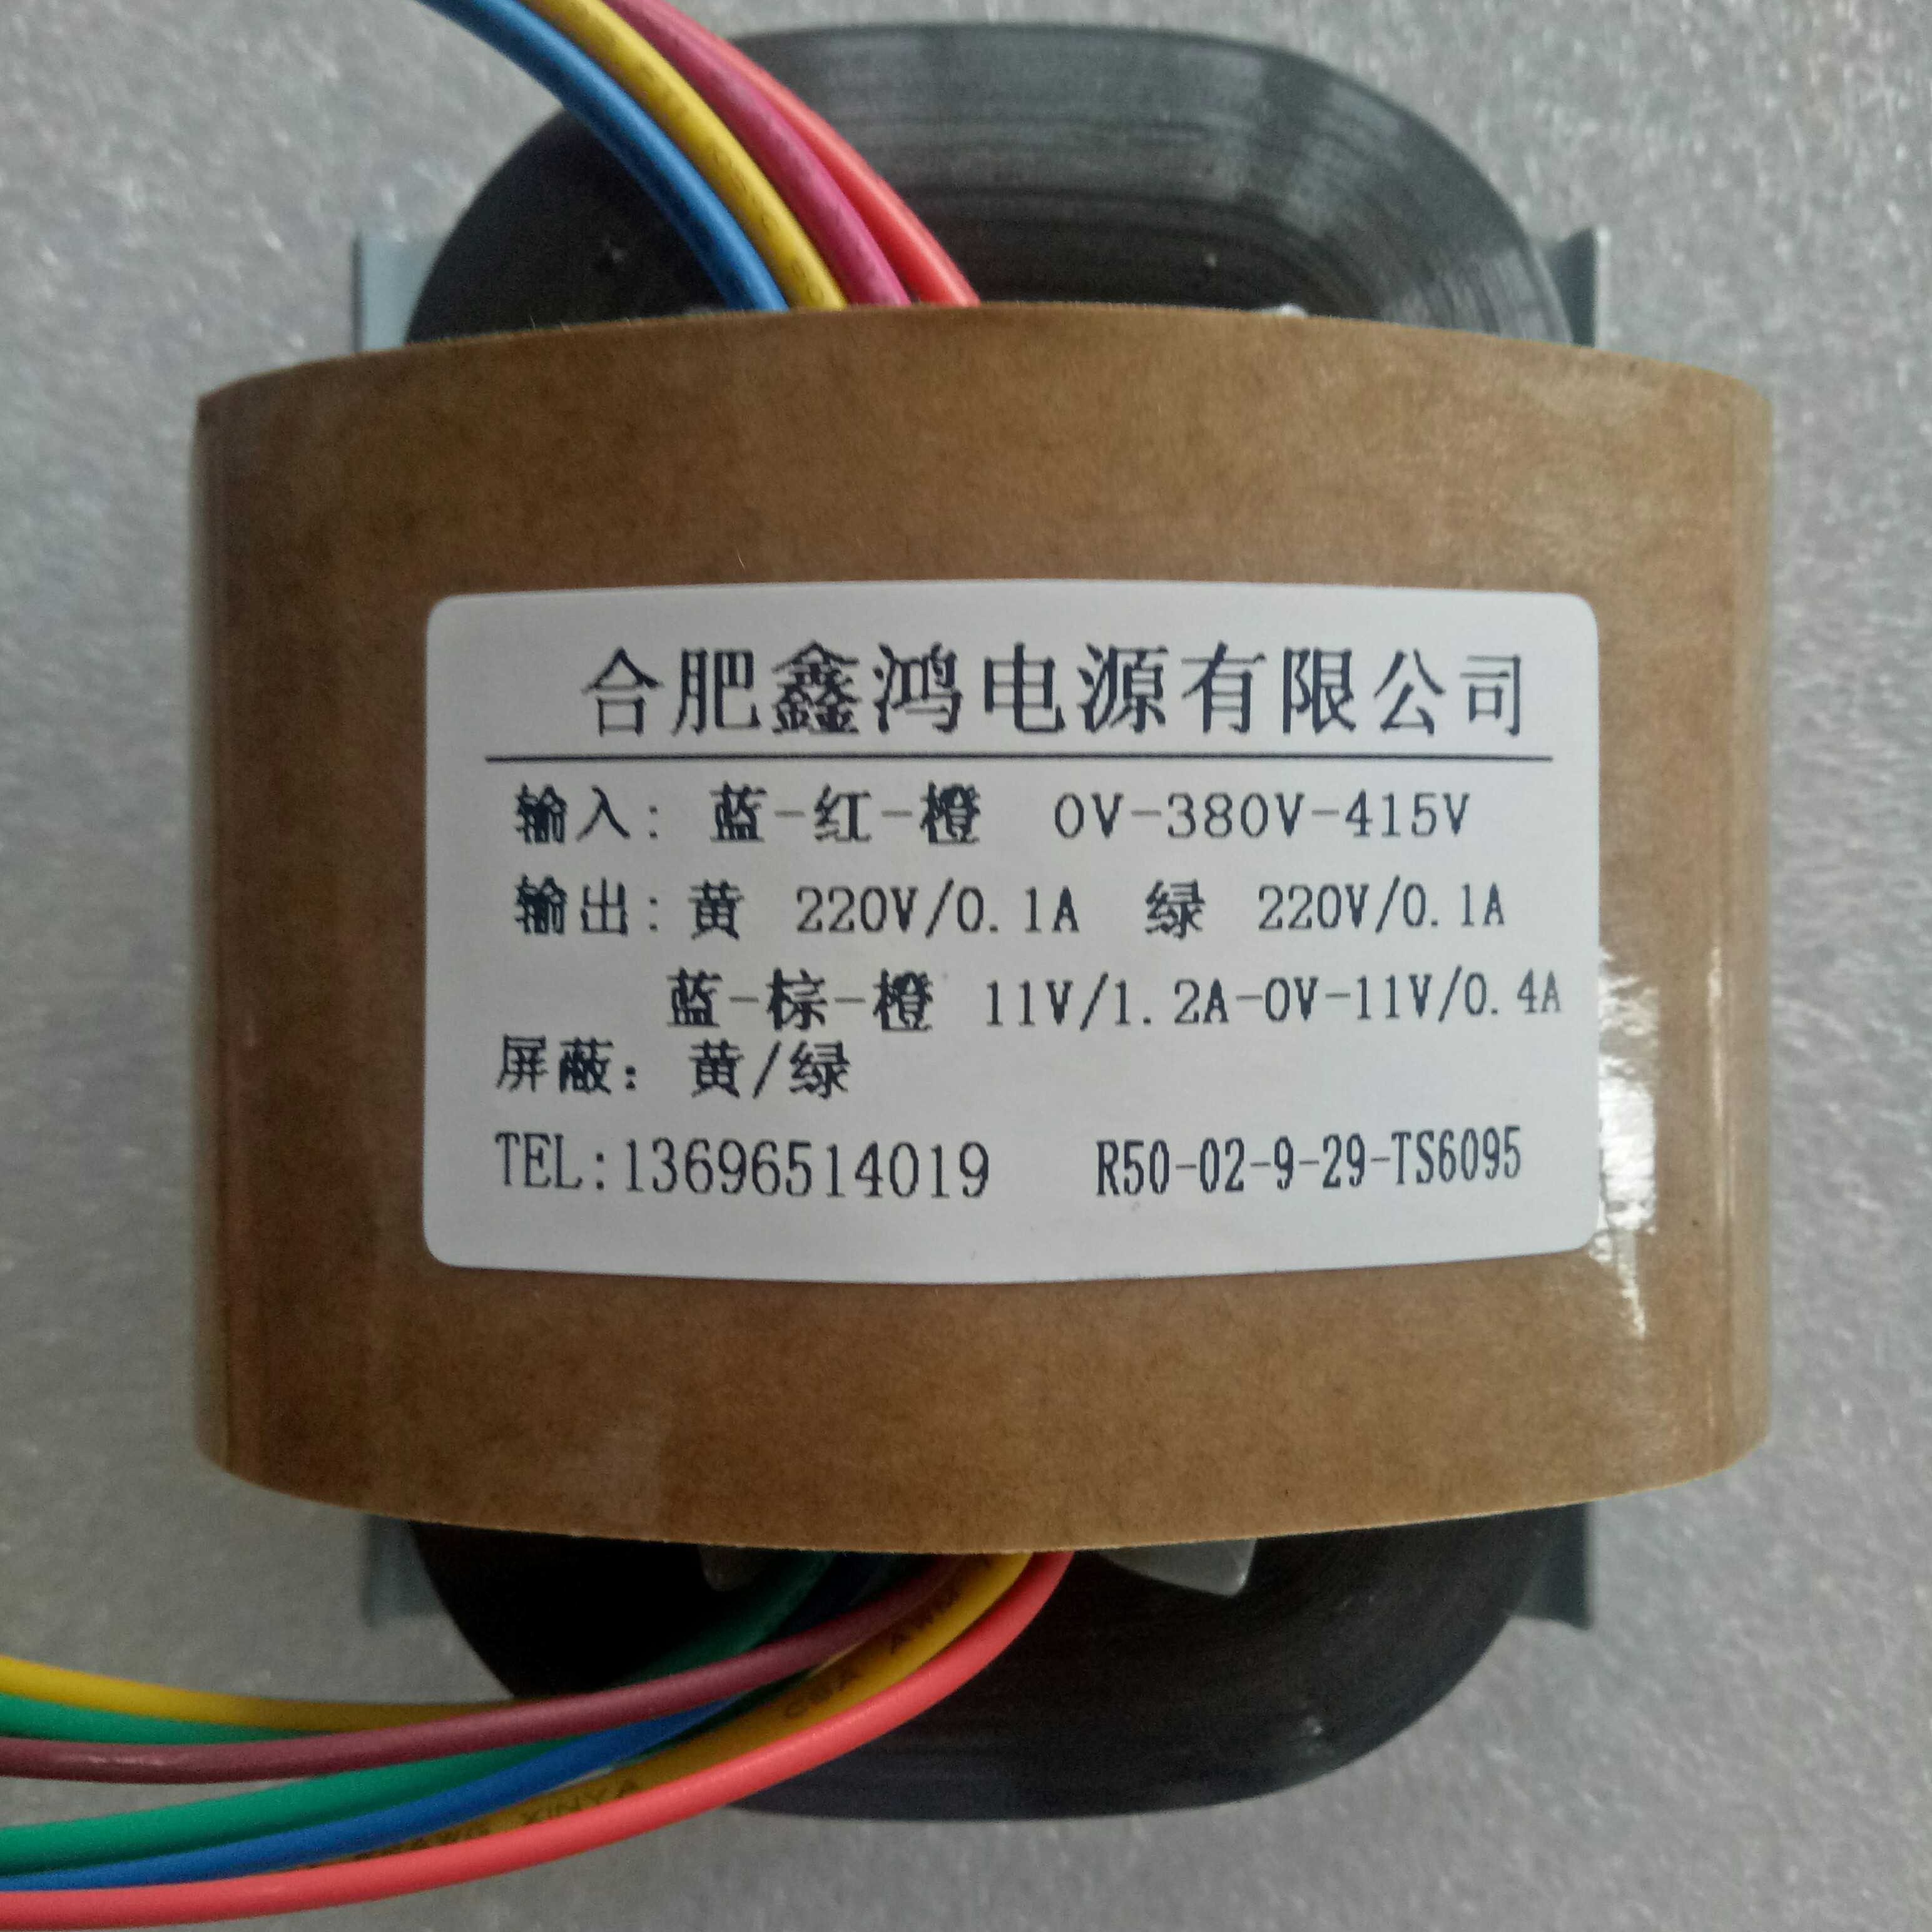 合肥鑫鸿电源有限公司
输入: 蓝-红-橙 0V-380V-415V
输出: 黄 220V/0.1A 绿 220V/0.1A
蓝-棕-橙 11V/1.2A-0V-11V/0.4A
屏蔽: 黄/绿
TEL:13696514019 R50-02-9-29-TS6095